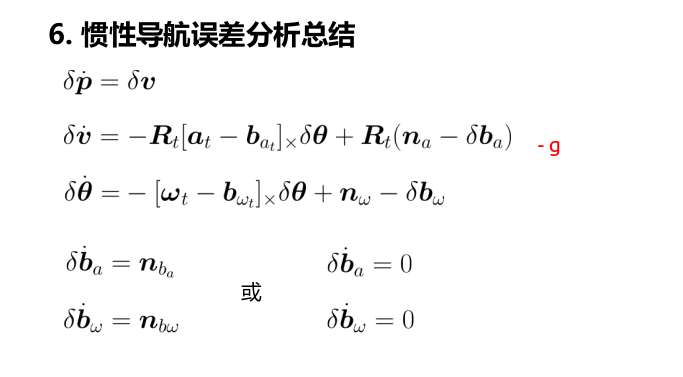 6. 惯性导航误差分析总结
δṗ = δv
δv̇ = −R_t[a_t − b_{a_t}]_×δθ + R_t(n_a − δb_a) - g
δθ̇ = − [ω_t − b_{ω_t}]_×δθ + n_ω − δb_ω
δḃ_a = n_{b_a} δḃ_a = 0
或
δḃ_ω = n_{bω} δḃ_ω = 0